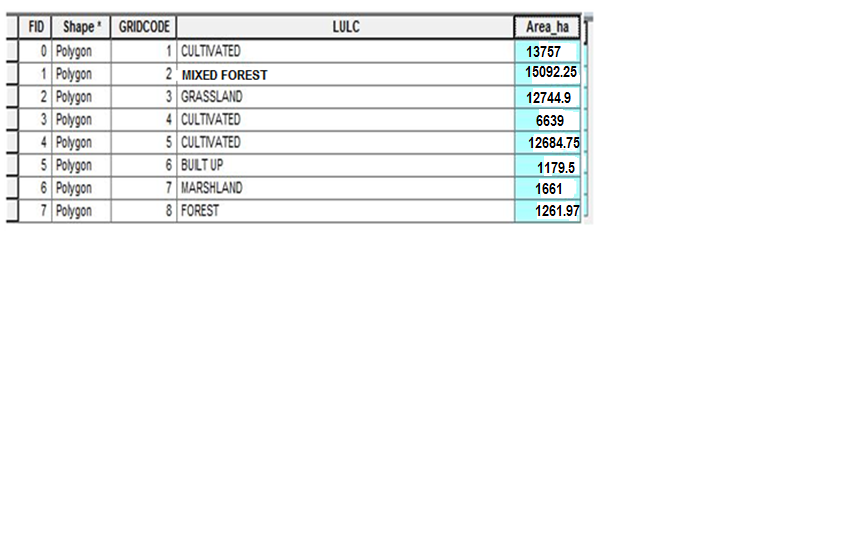 FID Shape * GRIDCODE LULC Area_ha
0 Polygon 1 CULTIVATED 13757
1 Polygon 2 MIXED FOREST 15092.25
2 Polygon 3 GRASSLAND 12744.9
3 Polygon 4 CULTIVATED 6639
4 Polygon 5 CULTIVATED 12684.75
5 Polygon 6 BUILT UP 1179.5
6 Polygon 7 MARSHLAND 1661
7 Polygon 8 FOREST 1261.97